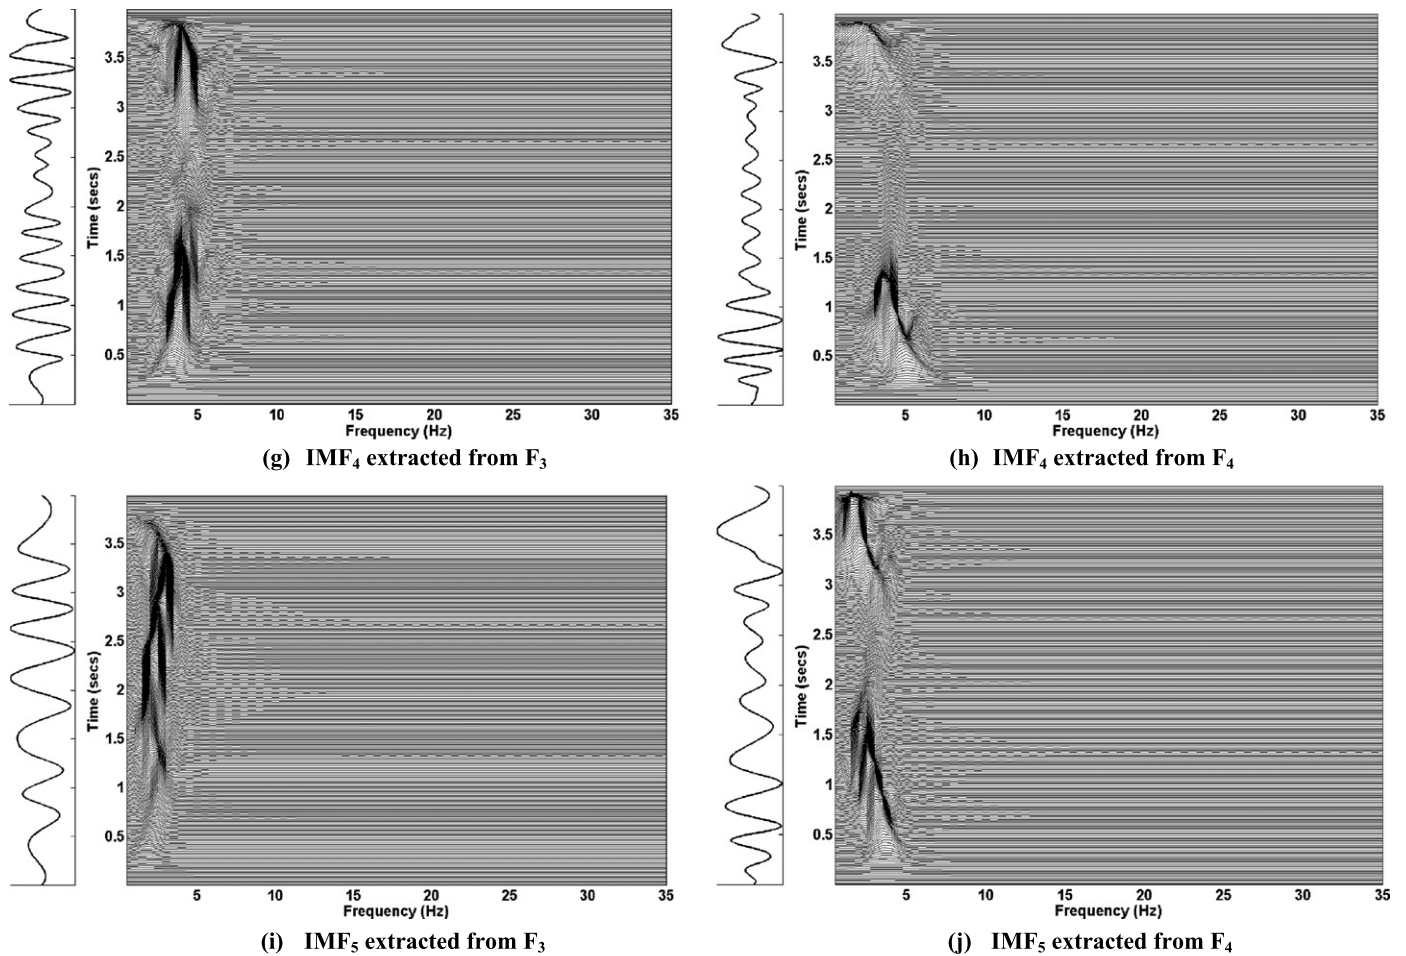 3.5
3
2.5
2
1.5
1
0.5
Time (secs)
5 10 15 20 25 30 35
Frequency (Hz)
(g) IMF4 extracted from F3
3.5
3
2.5
2
1.5
1
0.5
Time (secs)
5 10 15 20 25 30 35
Frequency (Hz)
(h) IMF4 extracted from F4
3.5
3
2.5
2
1.5
1
0.5
Time (secs)
5 10 15 20 25 30 35
Frequency (Hz)
(i) IMF5 extracted from F3
3.5
3
2.5
2
1.5
1
0.5
Time (secs)
5 10 15 20 25 30 35
Frequency (Hz)
(j) IMF5 extracted from F4